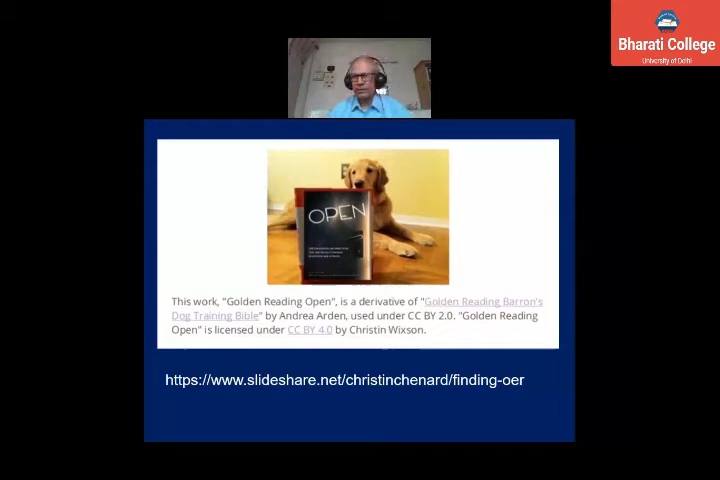 Bharati College
University of Delhi
OPEN
This work, "Golden Reading Open", is a derivative of "Golden Reading Barron's
Dog Training Bible" by Andrea Arden, used under CC BY 2.0. "Golden Reading
Open" is licensed under CC BY 4.0 by Christin Wixson.
https://www.slideshare.net/christinchenard/finding-oer